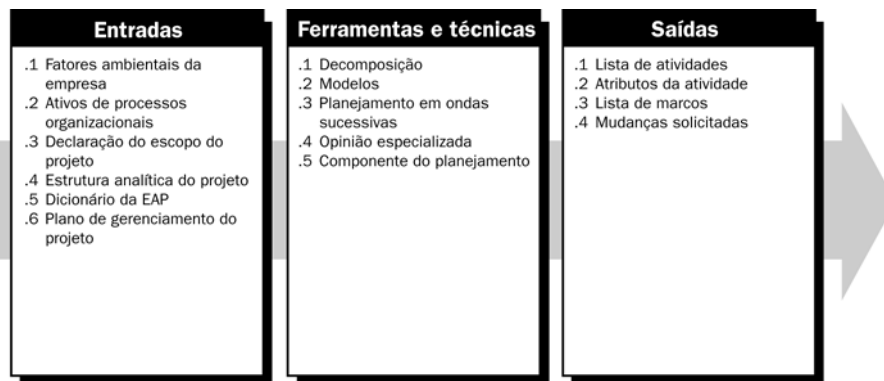 Entradas
.1 Fatores ambientais da
empresa
.2 Ativos de processos
organizacionais
.3 Declaração do escopo do
projeto
.4 Estrutura analítica do projeto
.5 Dicionário da EAP
.6 Plano de gerenciamento do
projeto
Ferramentas e técnicas
.1 Decomposição
.2 Modelos
.3 Planejamento em ondas
sucessivas
.4 Opinião especializada
.5 Componente do planejamento
Saídas
.1 Lista de atividades
.2 Atributos da atividade
.3 Lista de marcos
.4 Mudanças solicitadas